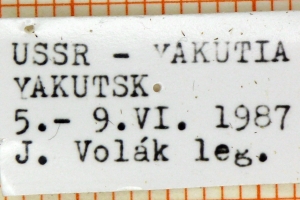 USSR - YAKUTIA
YAKUTSK
5.- 9.VI. 1987
J. Volák leg.